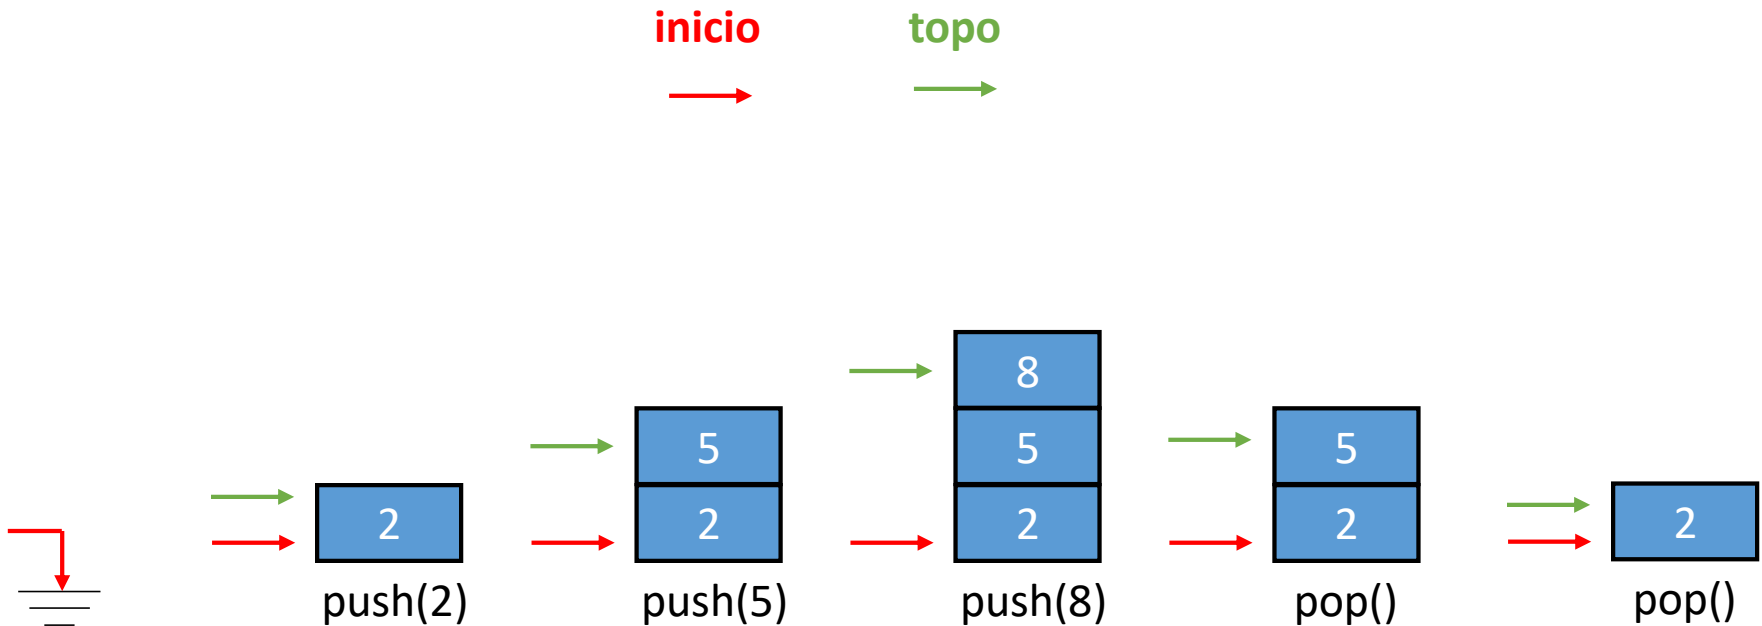 inicio topo
8
5 5 5
2 2 2 2 2
push(2) push(5) push(8) pop() pop()